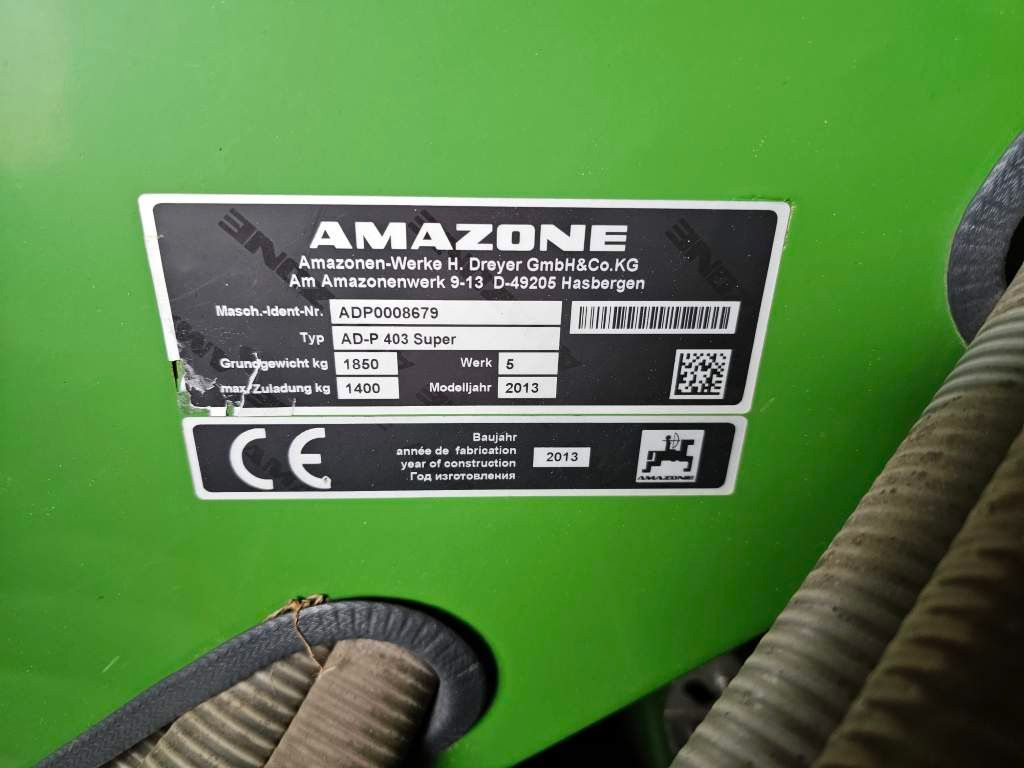 AMAZONE
Amazonen-Werke H. Dreyer GmbH&Co.KG
Am Amazonenwerk 9-13 D-49205 Hasbergen
Masch.-Ident-Nr. ADP0008679
Typ AD-P 403 Super
Grundgewicht kg 1850 Werk 5
max.Zuladung kg 1400 Modelljahr 2013
CE
Baujahr
année de fabrication
year of construction 2013
Год изготовления
AMAZONE